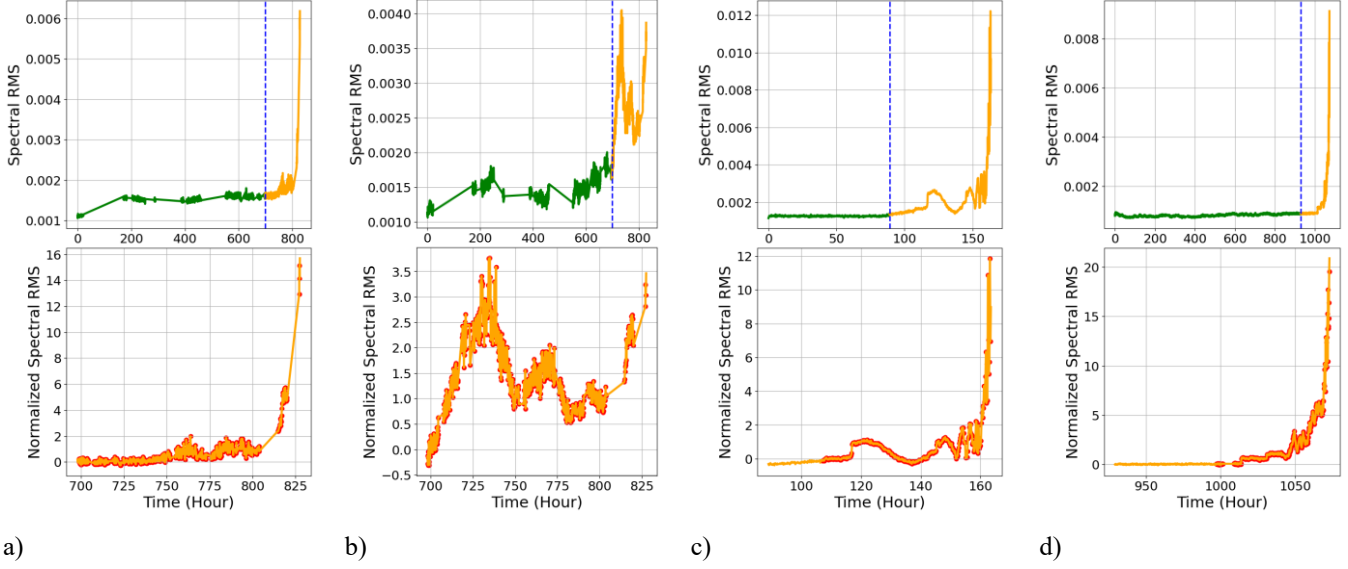 0.006
0.005
0.004
0.003
0.002
0.001
Spectral RMS
0 200 400 600 800
0.0040
0.0035
0.0030
0.0025
0.0020
0.0015
0.0010
Spectral RMS
0 200 400 600 800
0.012
0.010
0.008
0.006
0.004
0.002
Spectral RMS
0 50 100 150
0.008
0.006
0.004
0.002
Spectral RMS
0 200 400 600 800 1000
16
14
12
10
8
6
4
2
0
Normalized Spectral RMS
700 725 750 775 800 825
Time (Hour)
3.5
3.0
2.5
2.0
1.5
1.0
0.5
0.0
−0.5
Normalized Spectral RMS
700 725 750 775 800 825
Time (Hour)
12
10
8
6
4
2
0
Normalized Spectral RMS
100 120 140 160
Time (Hour)
20
15
10
5
0
Normalized Spectral RMS
950 1000 1050
Time (Hour)
a) b) c) d)